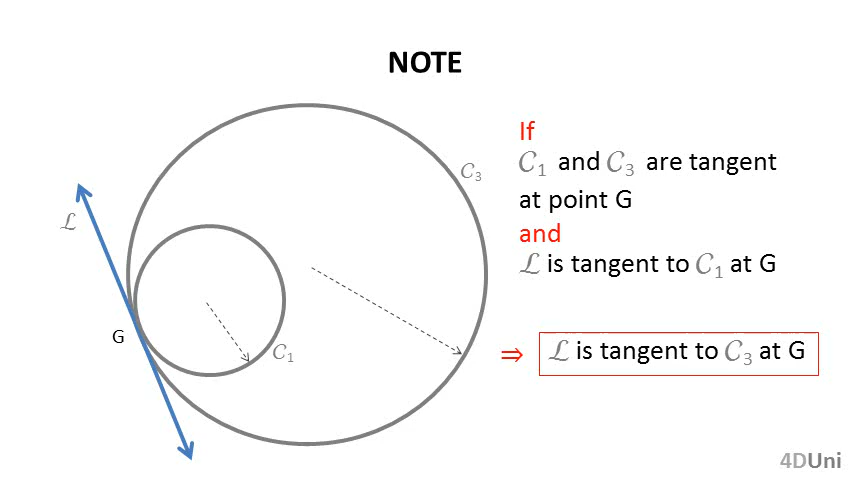 NOTE
If
𝒞₁ and 𝒞₃ are tangent
at point G
and
ℒ is tangent to 𝒞₁ at G
⇒ ℒ is tangent to 𝒞₃ at G
𝒞₃
ℒ
G
𝒞₁
4DUni